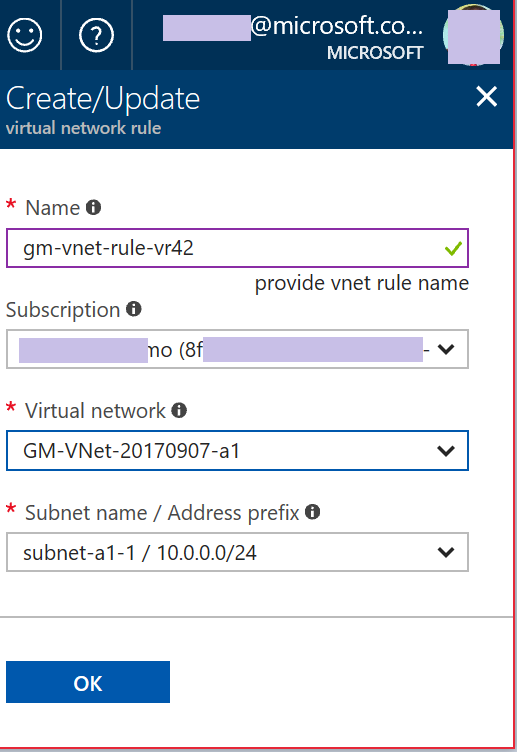 ?
@microsoft.co...
MICROSOFT
Create/Update
virtual network rule
* Name
gm-vnet-rule-vr42
provide vnet rule name
Subscription
mo (8f -
* Virtual network
GM-VNet-20170907-a1
* Subnet name / Address prefix
subnet-a1-1 / 10.0.0.0/24
OK